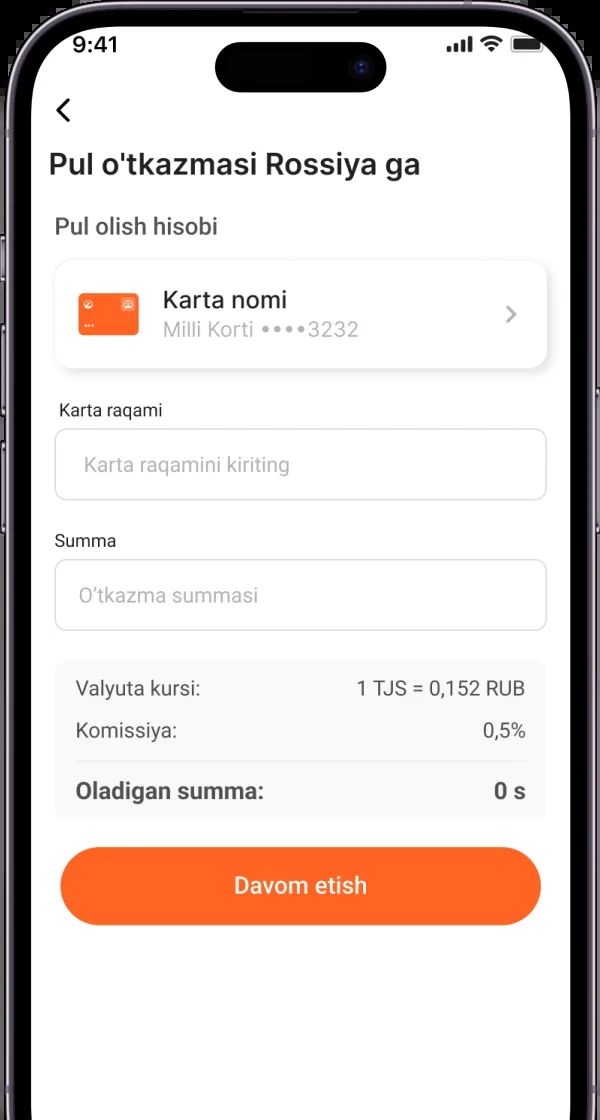 9:41
Pul o'tkazmasi Rossiya ga
Pul olish hisobi
Karta nomi
Milli Korti ••••3232
Karta raqami
Karta raqamini kiriting
Summa
O’tkazma summasi
Valyuta kursi: 1 TJS = 0,152 RUB
Komissiya: 0,5%
Oladigan summa: 0 s
Davom etish